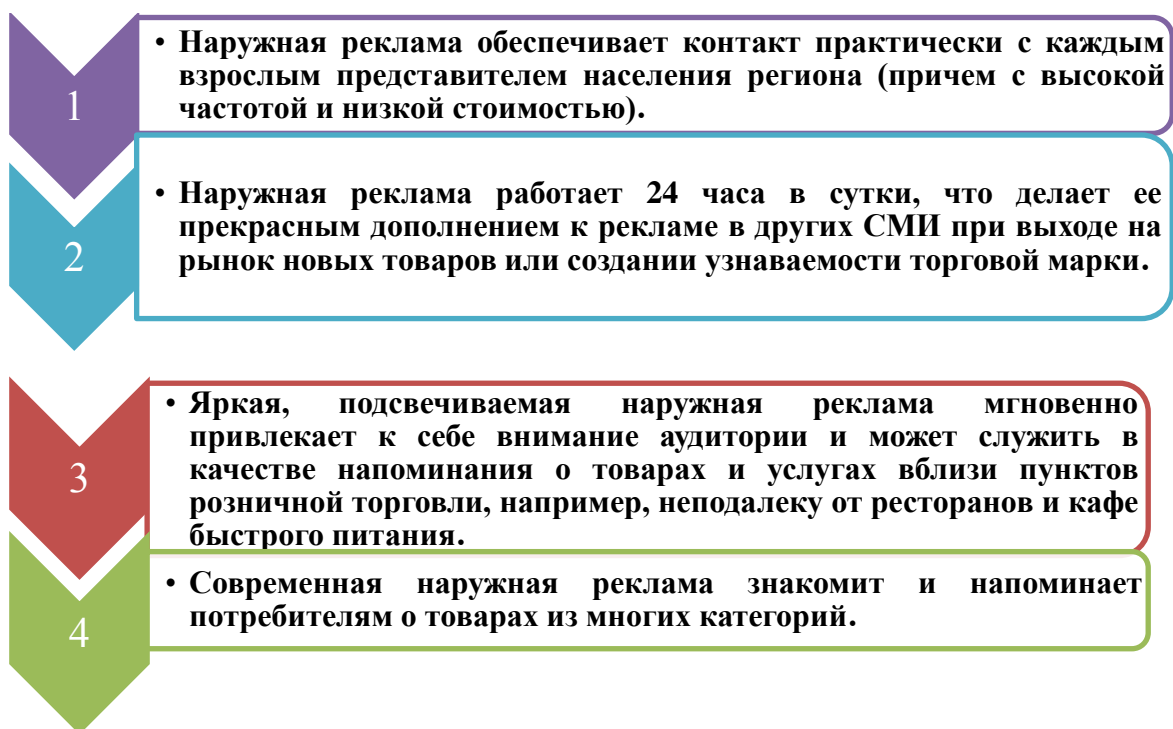 1
• Наружная реклама обеспечивает контакт практически с каждым
взрослым представителем населения региона (причем с высокой
частотой и низкой стоимостью).
2
• Наружная реклама работает 24 часа в сутки, что делает ее
прекрасным дополнением к рекламе в других СМИ при выходе на
рынок новых товаров или создании узнаваемости торговой марки.
3
• Яркая, подсвечиваемая наружная реклама мгновенно
привлекает к себе внимание аудитории и может служить в
качестве напоминания о товарах и услугах вблизи пунктов
розничной торговли, например, неподалеку от ресторанов и кафе
быстрого питания.
4
• Современная наружная реклама знакомит и напоминает
потребителям о товарах из многих категорий.